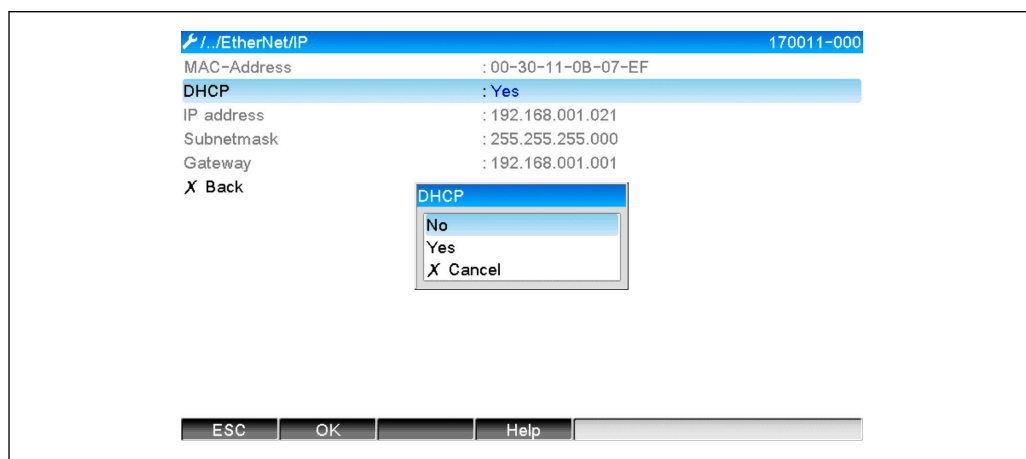 /../EtherNet/IP 170011-000
MAC-Address : 00-30-11-0B-07-EF
DHCP : Yes
IP address : 192.168.001.021
Subnetmask : 255.255.255.000
Gateway : 192.168.001.001
X Back
DHCP
No
Yes
X Cancel
ESC OK Help